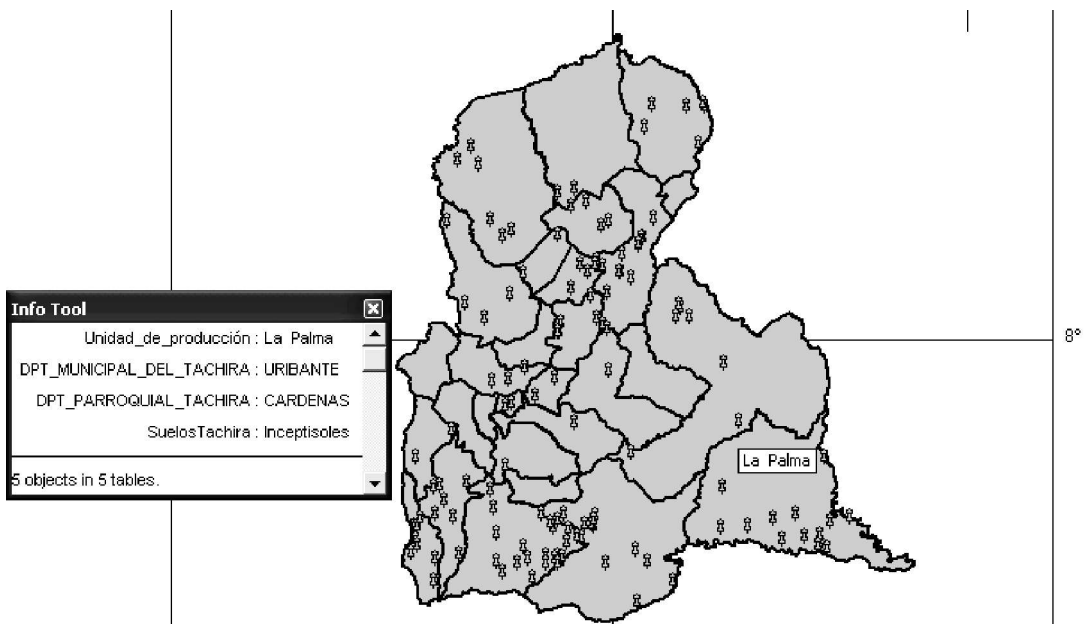 Info Tool
Unidad_de_producción : La Palma
DPT_MUNICIPAL_DEL_TACHIRA : URIBANTE
DPT_PARROQUIAL_TACHIRA : CARDENAS
SuelosTachira : Inceptisoles
5 objects in 5 tables.
8°
La Palma